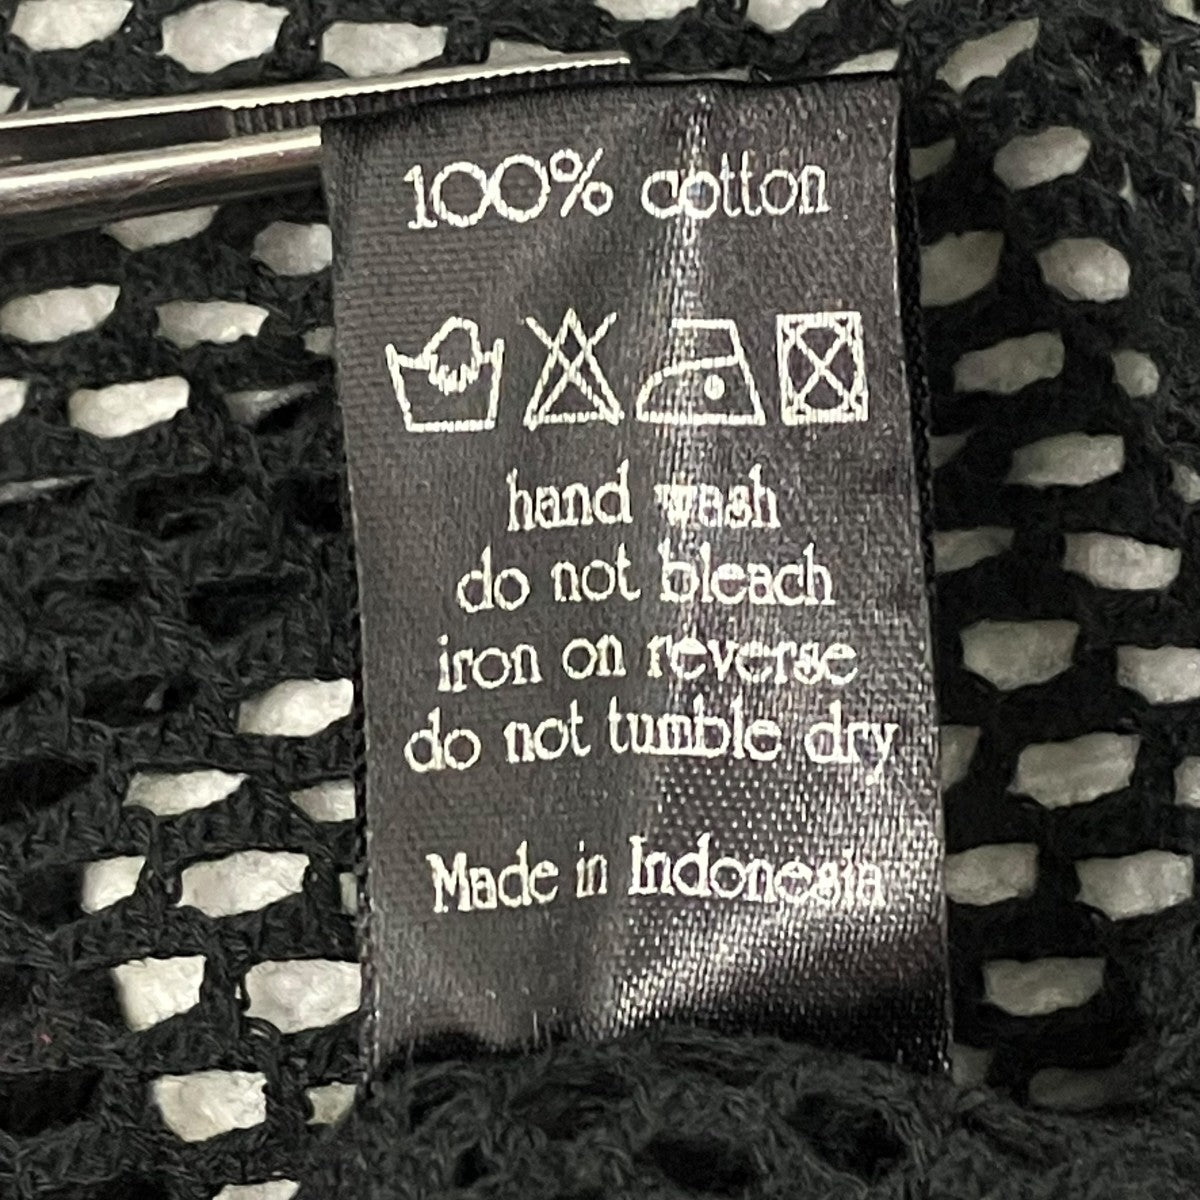 100% cotton
hand wash
do not bleach
iron on reverse
do not tumble dry
Made in Indonesia